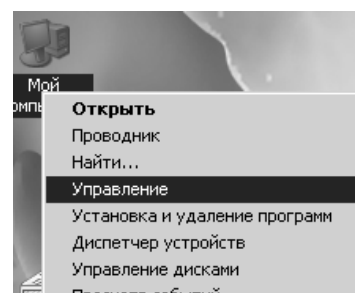 Мой
Открыть
Проводник
Найти...
Управление
Установка и удаление программ
Диспетчер устройств
Управление дисками